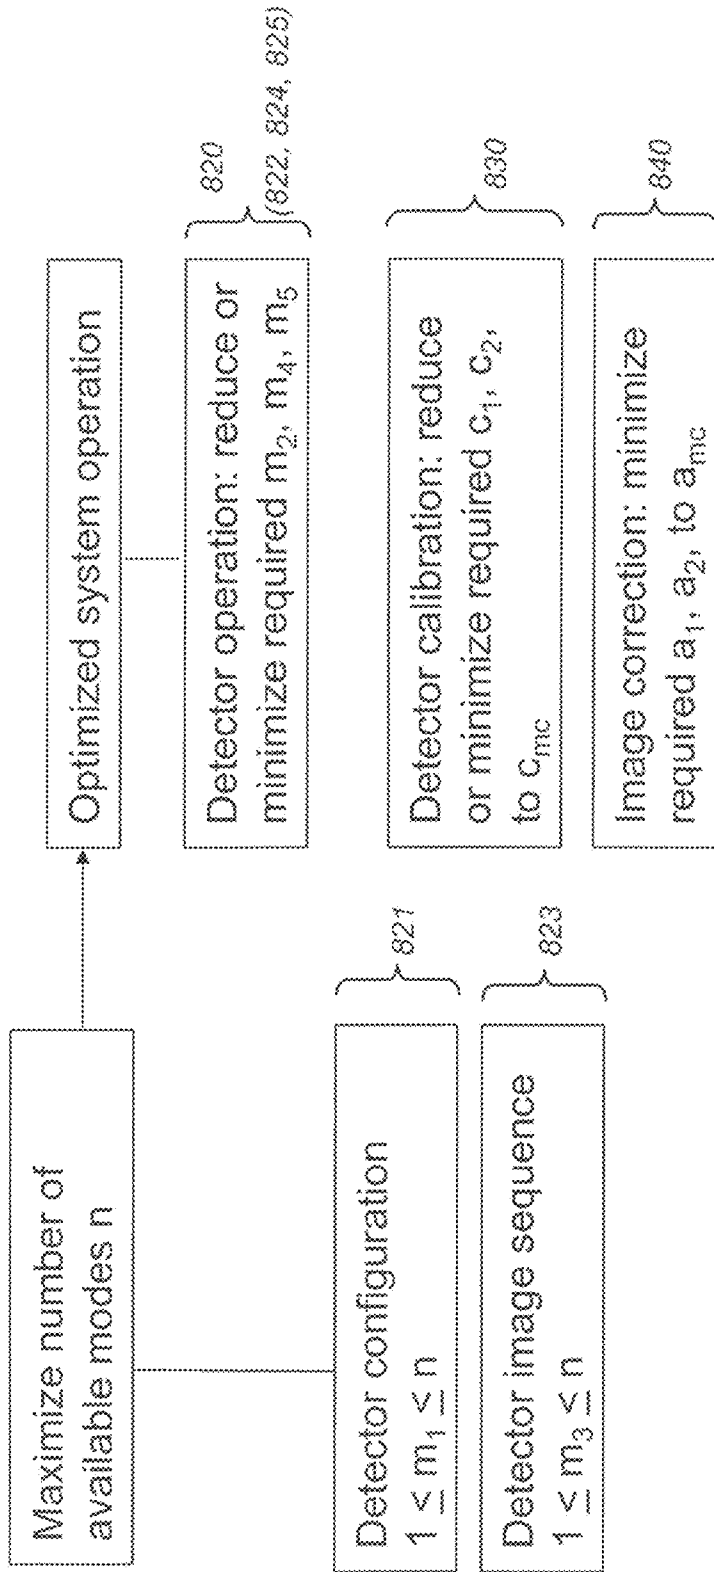 Maximize number of
available modes n
Detector configuration
1 ≤ m₁ ≤ n
821
Detector image sequence
1 ≤ m₃ ≤ n
823
Optimized system operation
Detector operation: reduce or
minimize required m₂, m₄, m₅
820
(822, 824, 825)
Detector calibration: reduce
or minimize required c₁, c₂,
to cmc
830
Image correction: minimize
required a₁, a₂, to amc
840